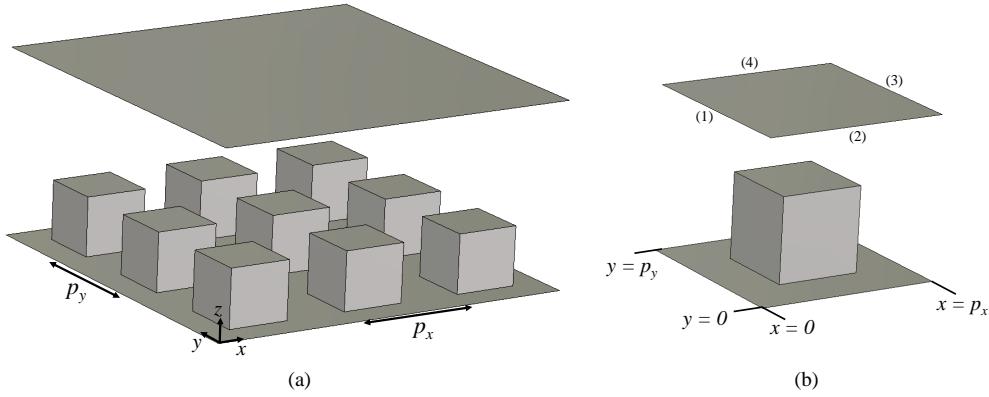 p_y
z
y
x
p_x
(a)
(4)
(3)
(1)
(2)
y = p_y
y = 0
x = 0
x = p_x
(b)